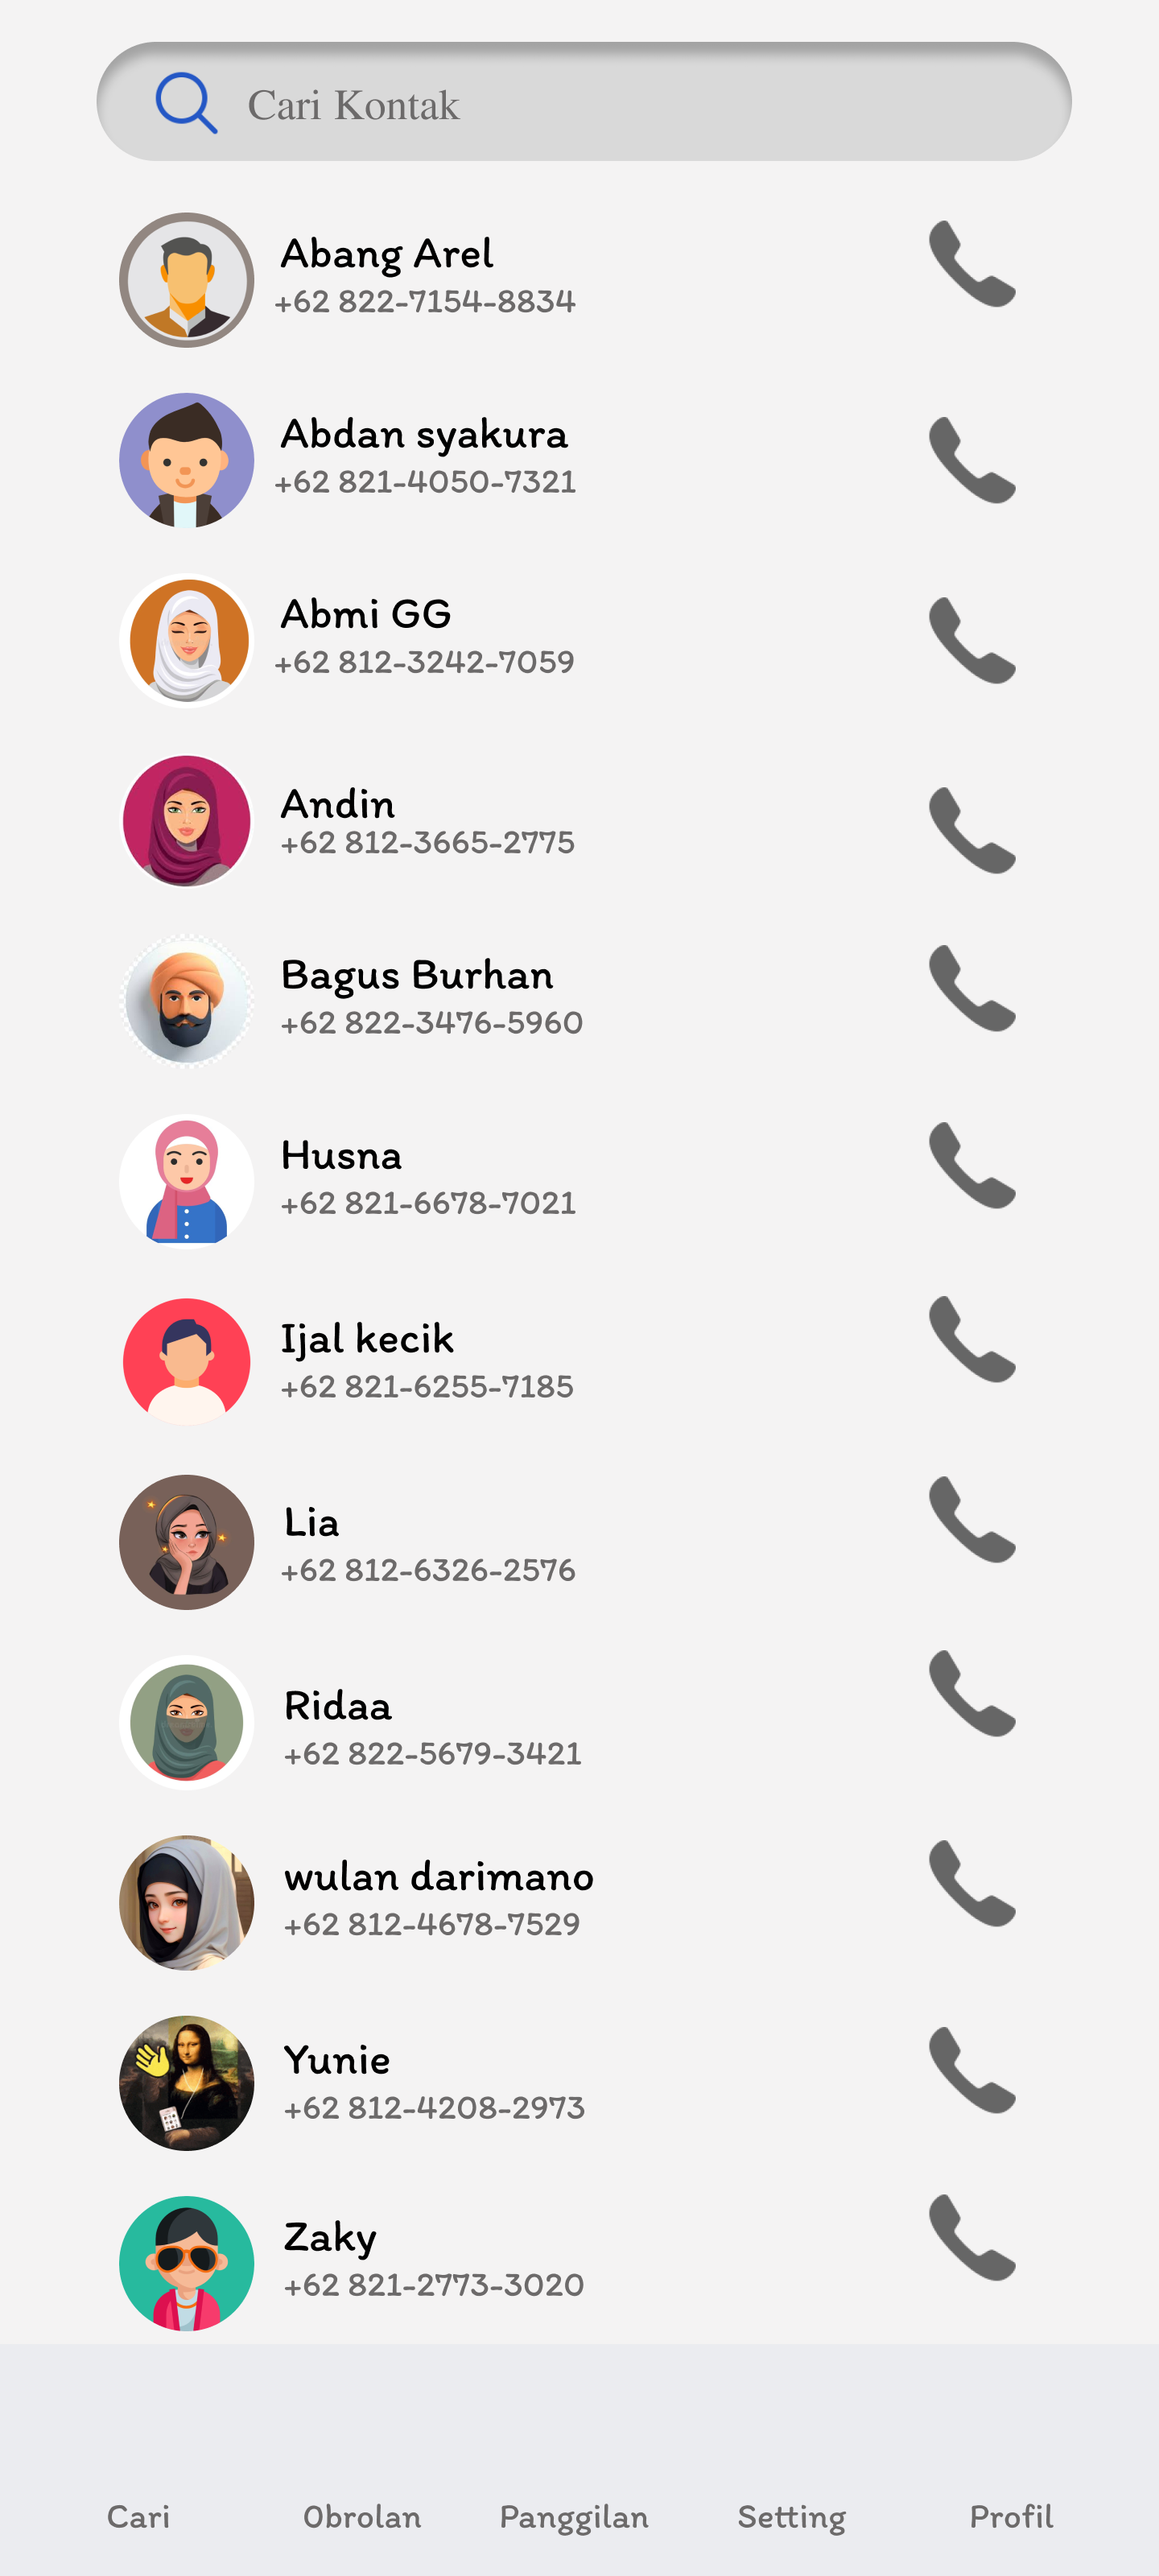 Cari Kontak
Abang Arel
+62 822-7154-8834
Abdan syakura
+62 821-4050-7321
Abmi GG
+62 812-3242-7059
Andin
+62 812-3665-2775
Bagus Burhan
+62 822-3476-5960
Husna
+62 821-6678-7021
Ijal kecik
+62 821-6255-7185
Lia
+62 812-6326-2576
Ridaa
+62 822-5679-3421
wulan darimano
+62 812-4678-7529
Yunie
+62 812-4208-2973
Zaky
+62 821-2773-3020
Cari Obrolan Panggilan Setting Profil